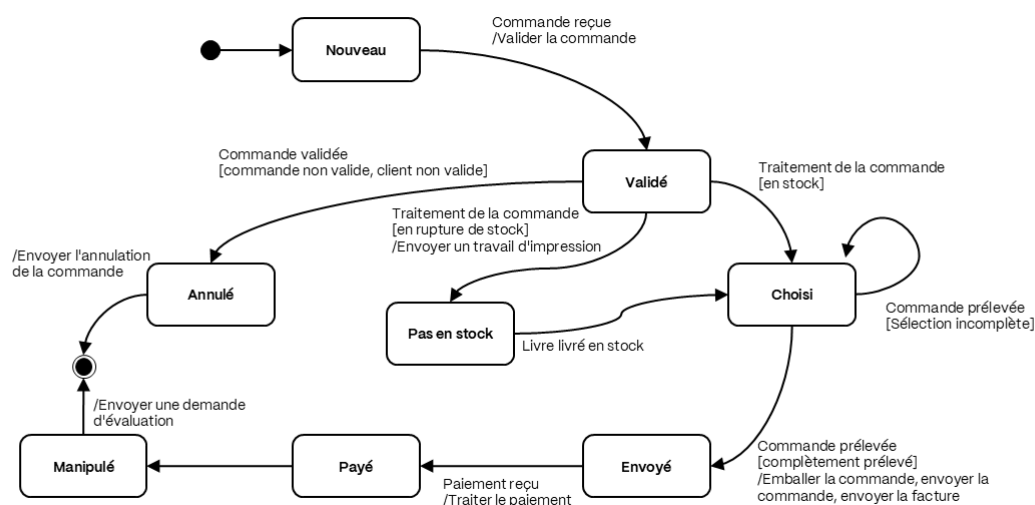 Commande reçue
/Valider la commande
Nouveau
Commande validée
[commande non valide, client non valide]
Validé
Traitement de la commande
[en stock]
Traitement de la commande
[en rupture de stock]
/Envoyer un travail d'impression
/Envoyer l'annulation
de la commande
Annulé
Choisi
Pas en stock
Livre livré en stock
Commande prélevée
[Sélection incomplète]
/Envoyer une demande
d'évaluation
Manipulé
Payé
Envoyé
Paiement reçu
/Traiter le paiement
Commande prélevée
[complètement prélevé]
/Emballer la commande, envoyer la
commande, envoyer la facture